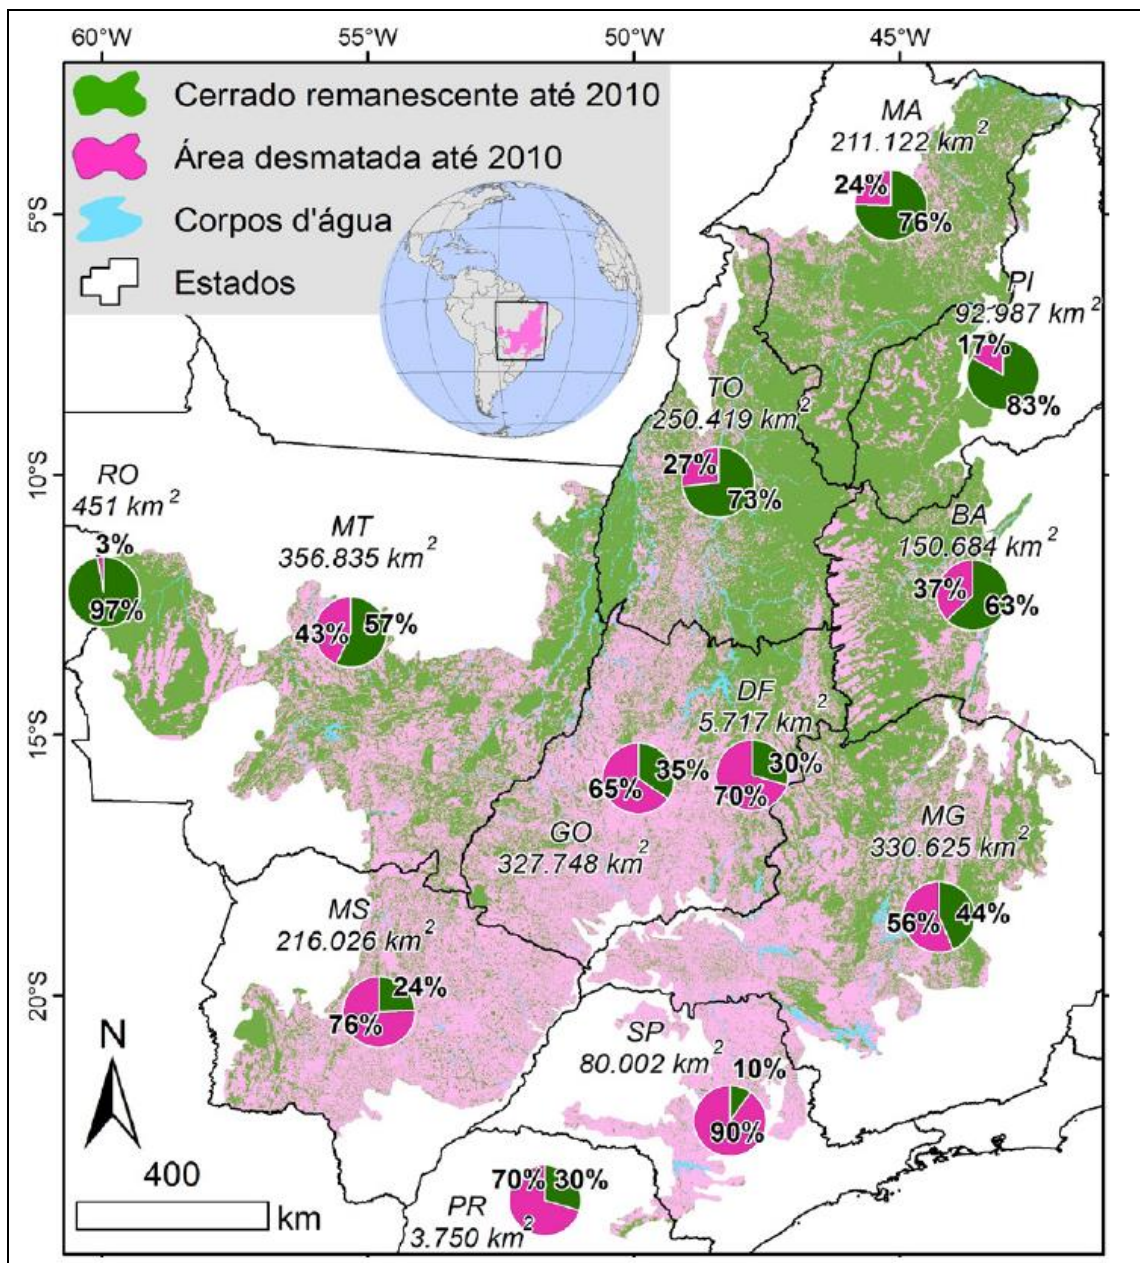 60°W 55°W 50°W 45°W
Cerrado remanescente até 2010
Área desmatada até 2010
Corpos d'água
Estados
MA
211.122 km²
24%
76%
5°S
PI
92.987 km²
17%
83%
TO
250.419 km²
27%
73%
10°S
RO
451 km²
3%
97%
MT
356.835 km²
43% 57%
BA
150.684 km²
37%
63%
15°S
DF
5.717 km²
30%
70%
35%
65%
GO
327.748 km²
MG
330.625 km²
56% 44%
MS
216.026 km²
24%
76%
20°S
N
SP
80.002 km²
10%
90%
400
km
70% 30%
PR
3.750 km²